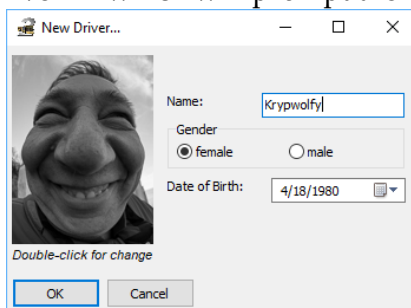 New Driver...
Name: Krypwolfy
Gender
female male
Date of Birth: 4/18/1980
Double-click for change
OK Cancel